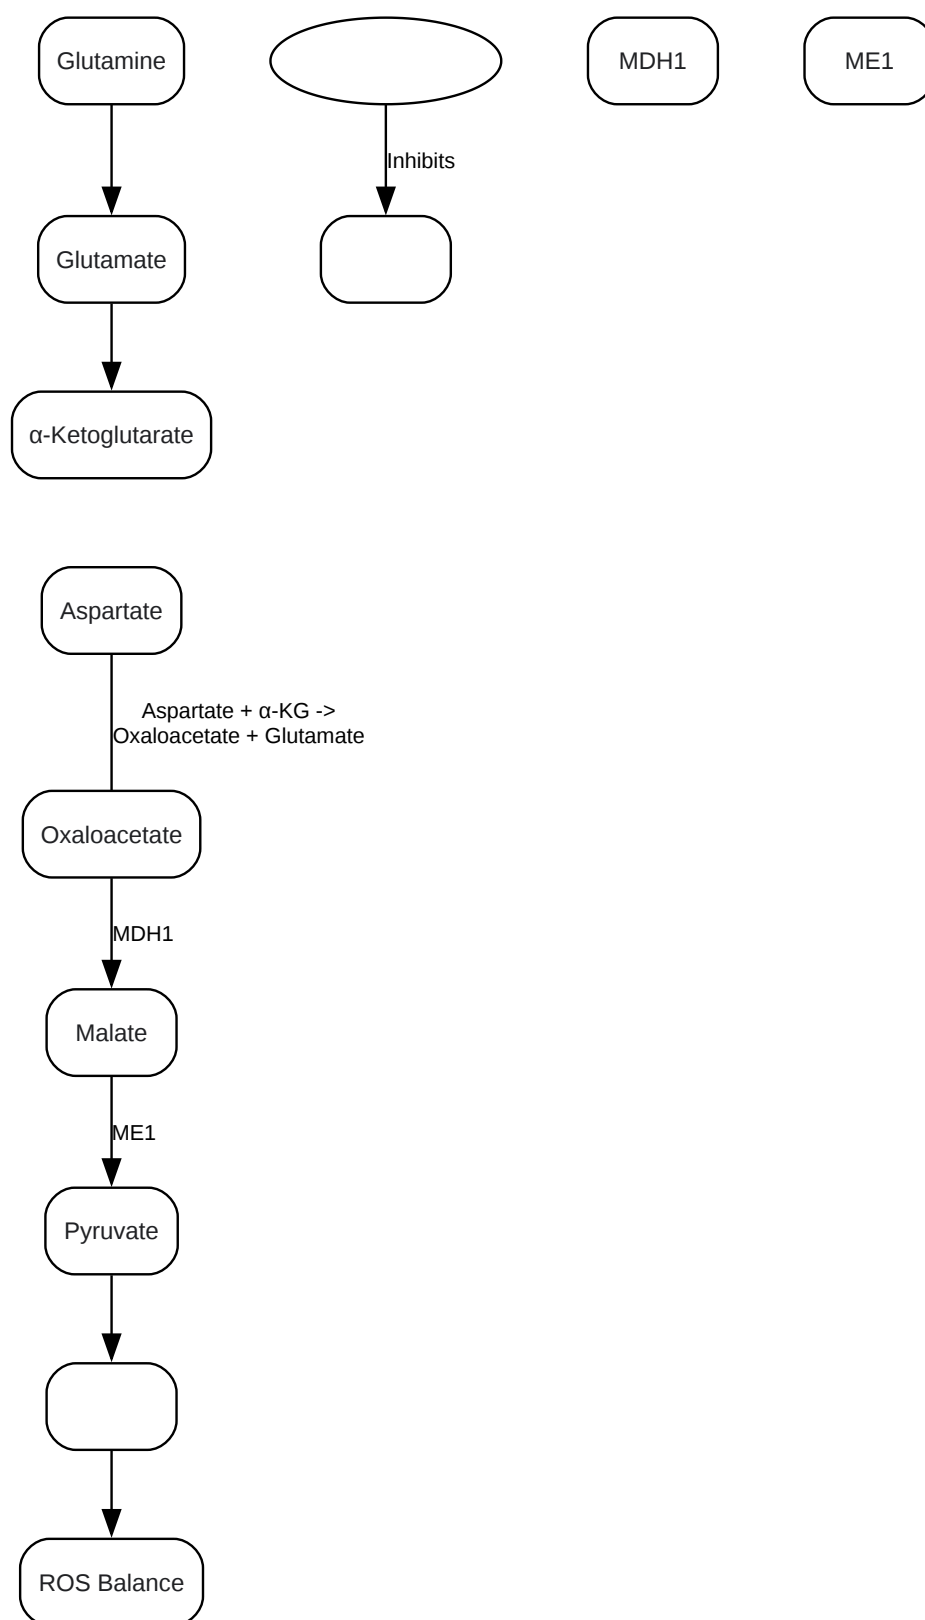 Glutamine
MDH1
ME1
Inhibits
Glutamate
α-Ketoglutarate
Aspartate
Aspartate + α-KG ->
Oxaloacetate + Glutamate
Oxaloacetate
MDH1
Malate
ME1
Pyruvate
ROS Balance